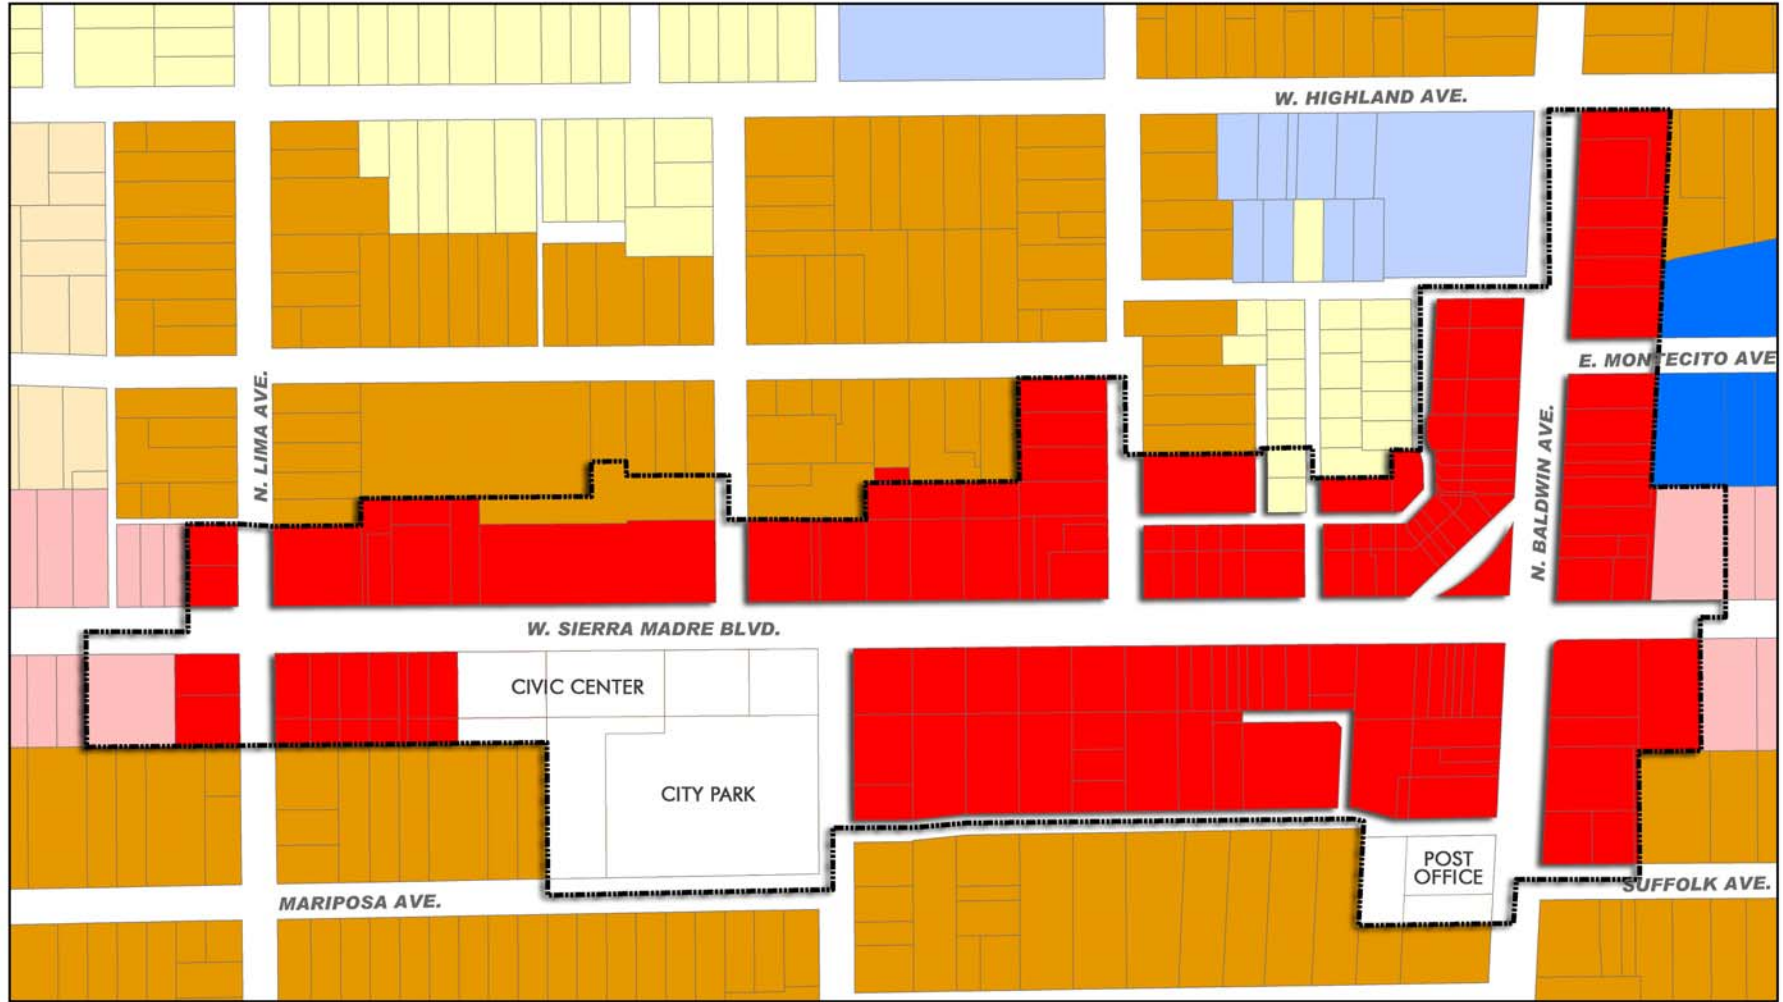 W. HIGHLAND AVE.
E. MONTECITO AVE
N. LIMA AVE.
N. BALDWIN AVE.
W. SIERRA MADRE BLVD.
CIVIC CENTER
CITY PARK
POST
OFFICE
SUFFOLK AVE.
MARIPOSA AVE.